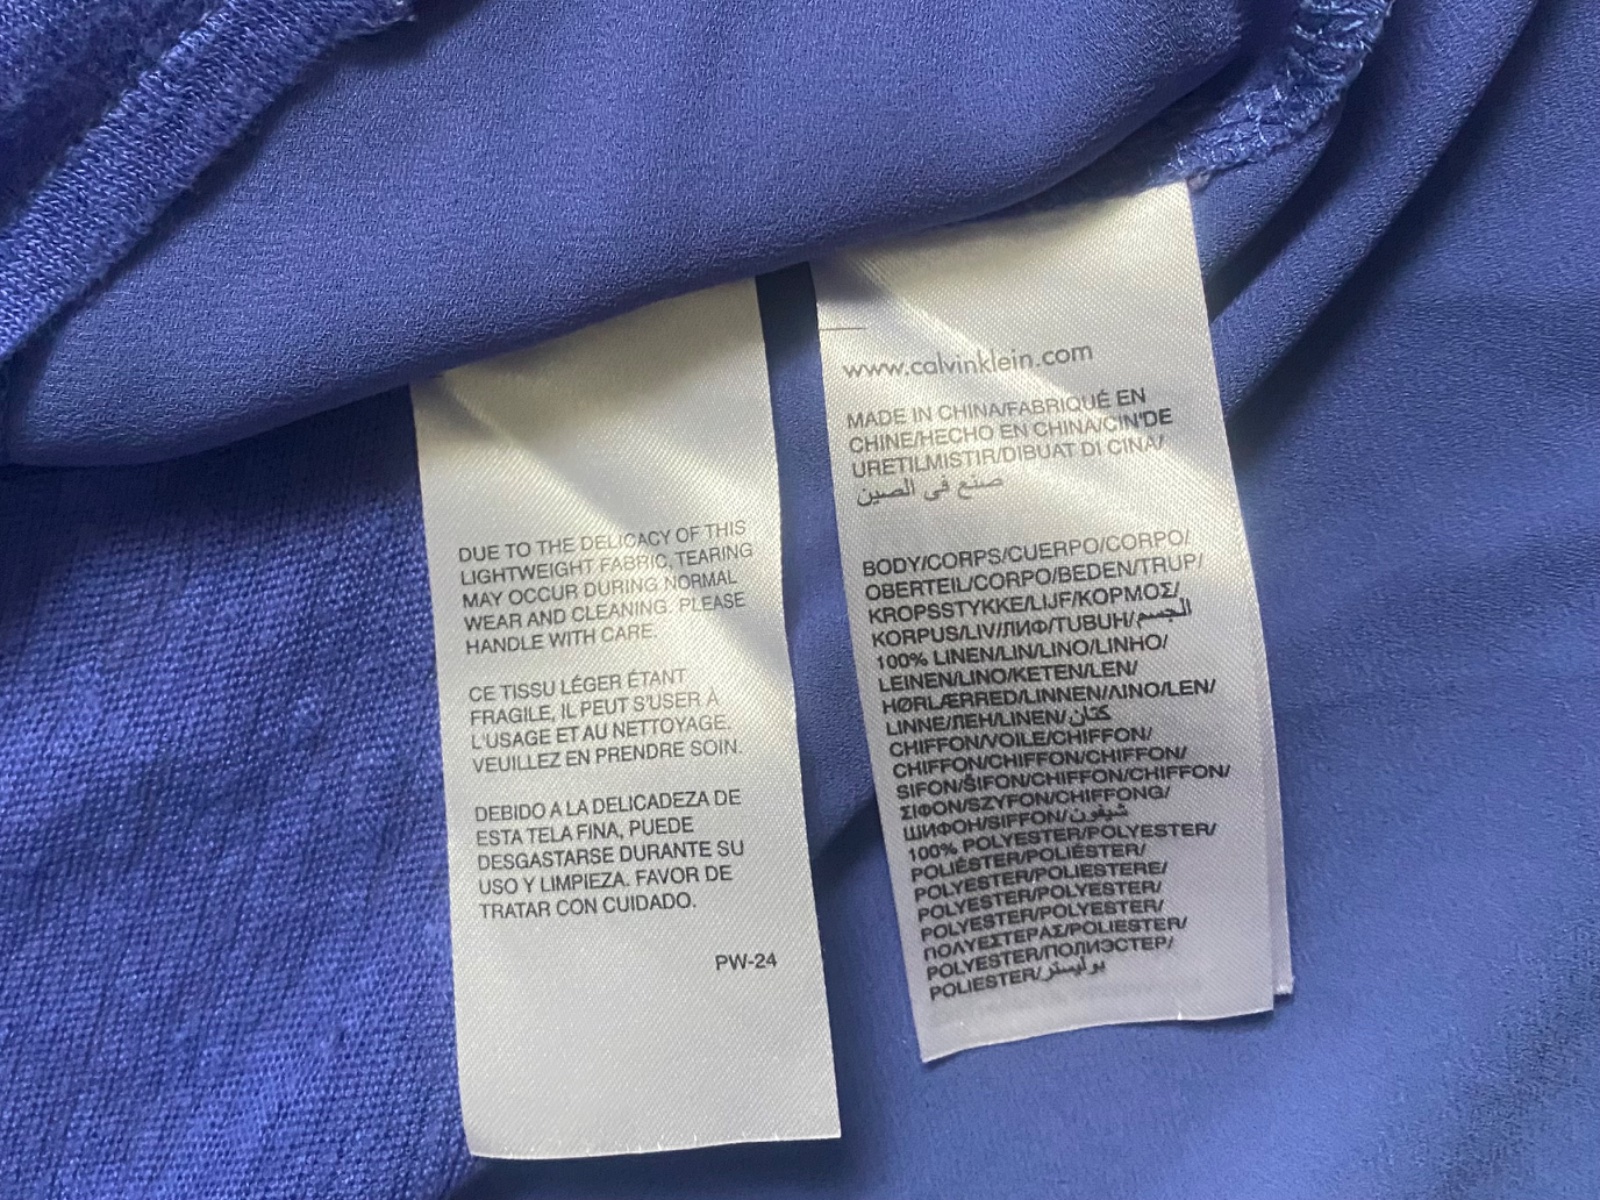 DUE TO THE DELICACY OF THIS
LIGHTWEIGHT FABRIC, TEARING
MAY OCCUR DURING NORMAL
WEAR AND CLEANING. PLEASE
HANDLE WITH CARE.
CE TISSU LÉGER ÉTANT
FRAGILE, IL PEUT S'USER À
L'USAGE ET AU NETTOYAGE.
VEUILLEZ EN PRENDRE SOIN.
DEBIDO A LA DELICADEZA DE
ESTA TELA FINA, PUEDE
DESGASTARSE DURANTE SU
USO Y LIMPIEZA. FAVOR DE
TRATAR CON CUIDADO.
PW-24
www.calvinklein.com
MADE IN CHINA/FABRIQUÉ EN
CHINE/HECHO EN CHINA/CIN'DE
URETILMISTIR/DIBUAT DI CINA/
صنع في الصين
BODY/CORPS/CUERPO/CORPO/
OBERTEIL/CORPO/BEDEN/TRUP/
KROPSSTYKKE/LIJF/ΚΟΡΜΟΣ/
KORPUS/LIV/ЛИФ/TUBUH/الجسم
100% LINEN/LIN/LINO/LINHO/
LEINEN/LINO/KETEN/LEN/
HØRLÆRRED/LINNEN/ΛΙΝΟ/LEN/
LINNE/ЛЕН/LINEN/كتان
CHIFFON/VOILE/CHIFFON/
CHIFFON/CHIFFON/CHIFFON/
SIFON/ŠIFON/CHIFFON/CHIFFON/
ΣΙΦΟΝ/SZYFON/CHIFFONG/
ШИФОН/SIFFON/شيفون
100% POLYESTER/POLYESTER/
POLIÉSTER/POLIÉSTER/
POLYESTER/POLIESTERE/
POLYESTER/POLYESTER/
POLYESTER/POLYESTER/
ΠΟΛΥΕΣΤΕΡΑΣ/POLIESTER/
POLYESTER/ПОЛИЭСТЕР/
POLIESTER/بوليستر